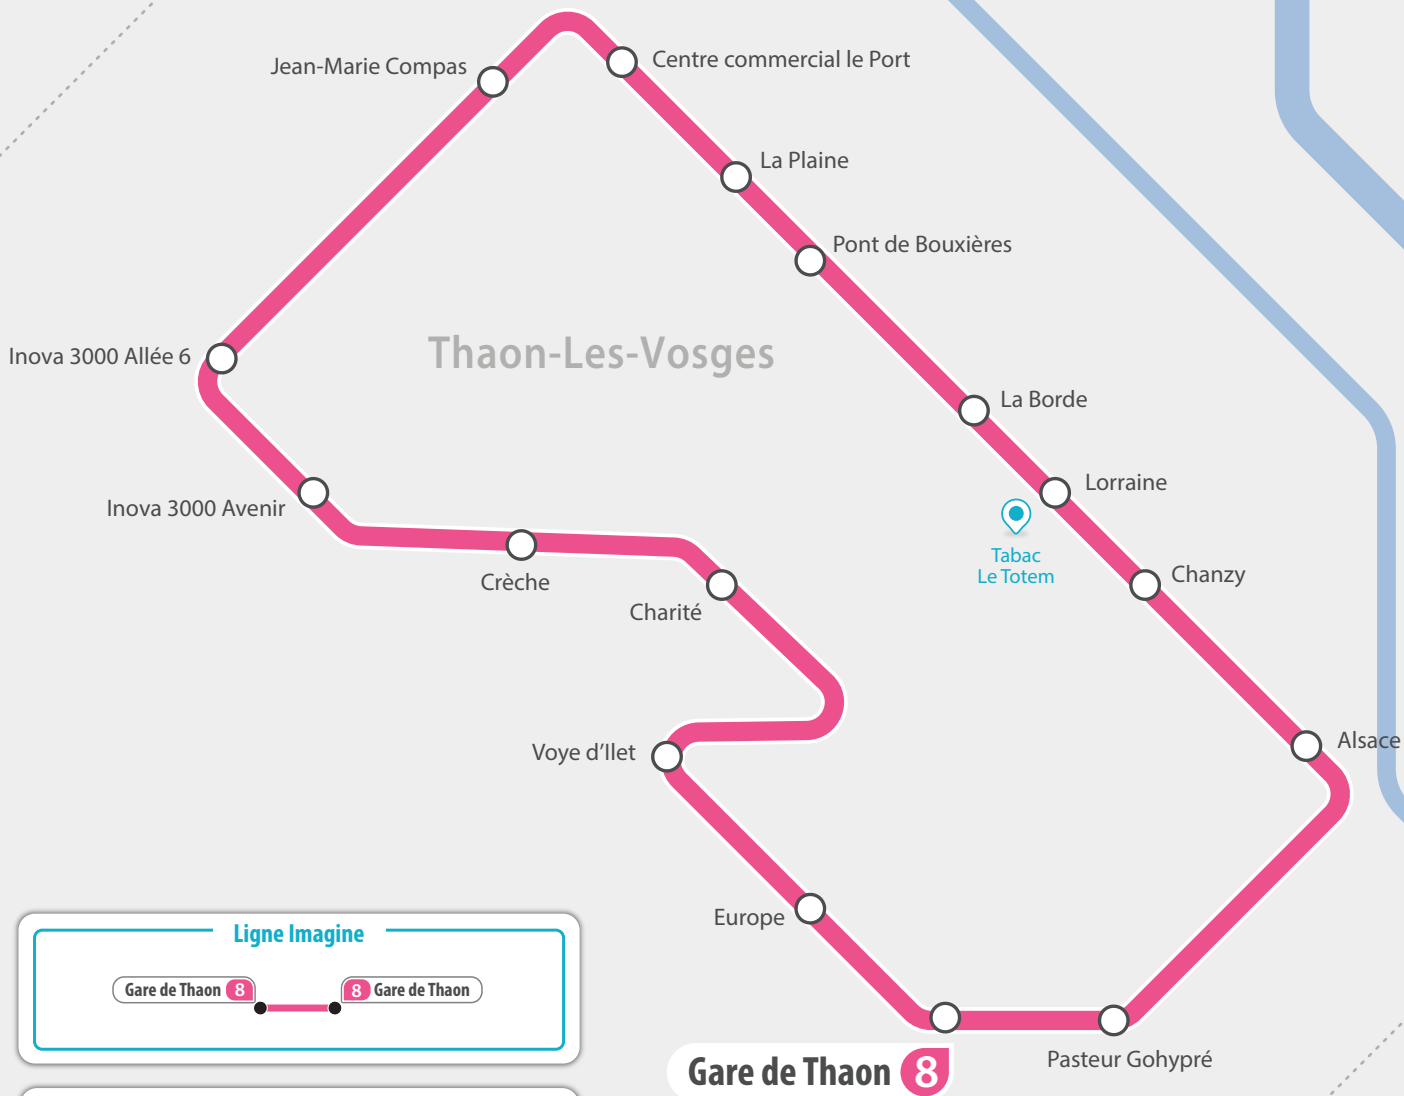 Centre commercial le Port
Jean-Marie Compas
La Plaine
Pont de Bouxières
Thaon-Les-Vosges
Inova 3000 Allée 6
La Borde
Lorraine
Inova 3000 Avenir
Tabac
Le Totem
Chanzy
Crèche
Charité
Alsace
Voye d'Ilet
Europe
Ligne Imagine
Gare de Thaon 8
8 Gare de Thaon
Pasteur Gohypré
Gare de Thaon 8